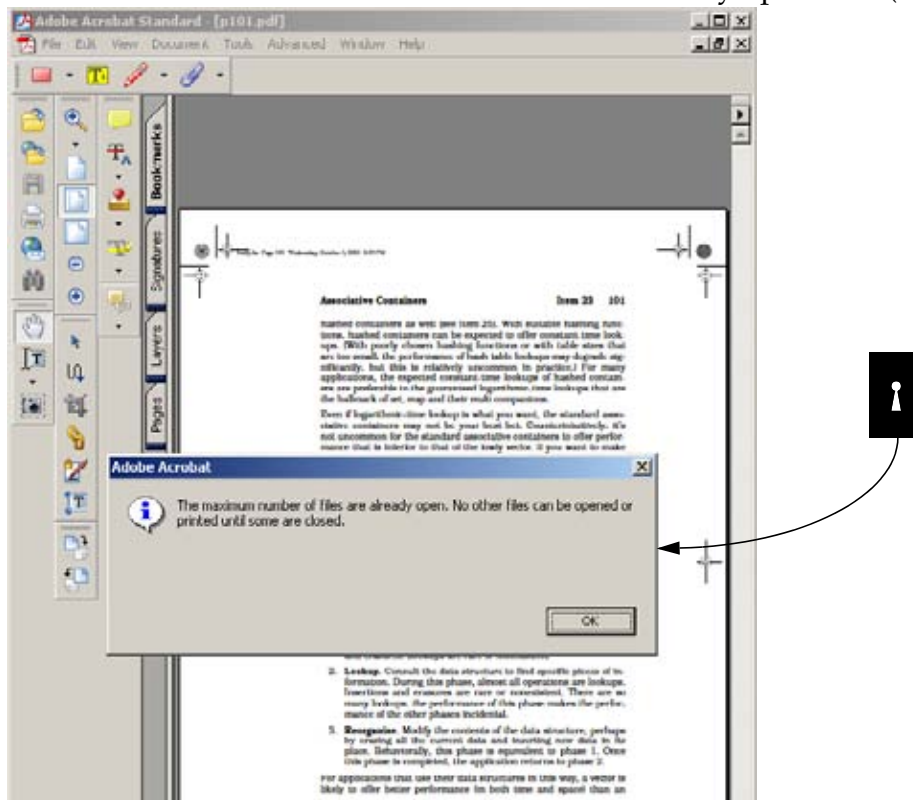 Adobe Acrobat Standard - [p101.pdf]
File Edit View Document Tools Advanced Window Help
Bookmarks
Signatures
Layers
Pages
Associative Containers Item 23 101
hashed containers as well (see Item 25). With suitable hashing func-
tions, hashed containers can be expected to offer constant-time look-
ups. (With poorly chosen hashing functions or with table sizes that
are too small, the performance of hash table lookups may degrade sig-
nificantly, but this is relatively uncommon in practice.) For many
applications, the expected constant-time lookups of hashed contain-
ers are preferable to the guaranteed logarithmic-time lookups that are
the hallmark of set, map and their multi companions.
Even if logarithmic-time lookup is what you want, the standard asso-
ciative containers may not be your best bet. Counterintuitively, it's
not uncommon for the standard associative containers to offer perfor-
mance that is inferior to that of the lowly vector. If you want to make
Adobe Acrobat
The maximum number of files are already open. No other files can be opened or
printed until some are closed.
OK
2. Lookup. Consult the data structure to find specific pieces of in-
formation. During this phase, almost all operations are lookups.
Insertions and erasures are rare or nonexistent. There are so
many lookups, the performance of this phase makes the perfor-
mance of the other phases incidental.
3. Reorganize. Modify the contents of the data structure, perhaps
by erasing all the current data and inserting new data in its
place. Behaviorally, this phase is equivalent to phase 1. Once
this phase is completed, the application returns to phase 2.
For applications that use their data structures in this way, a vector is
likely to offer better performance (in both time and space) than an